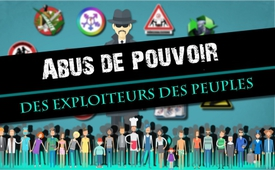 ABUS DE POUVOIR
DES EXPLOITEURS DES PEUPLES